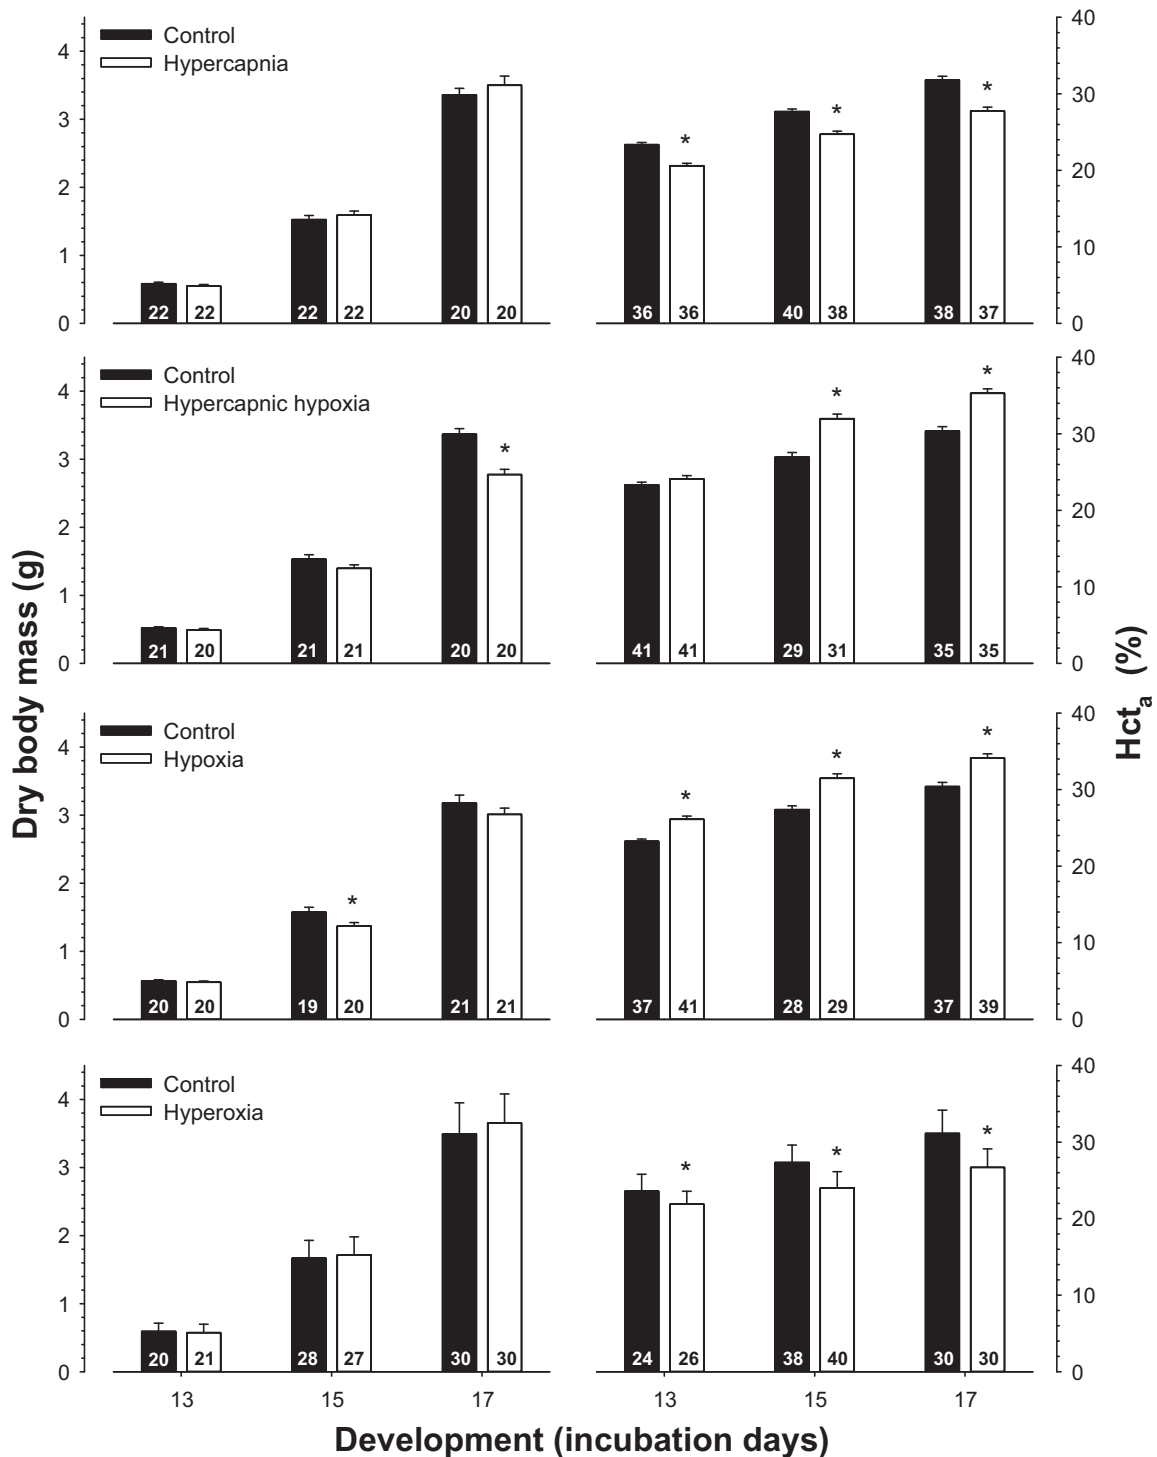 Control
Hypercapnia
4
3
2
1
0
22 22 22 22 20 20
36 36 40 38 38 37
* * *
40
30
20
10
0
Control
Hypercapnic hypoxia
4
3
2
1
0
*
21 20 21 21 20 20
41 41 29 31 35 35
* *
40
30
20
10
0
Control
Hypoxia
4
3
2
1
0
*
20 20 19 20 21 21
37 41 28 29 37 39
* * *
40
30
20
10
0
Control
Hyperoxia
4
3
2
1
0
20 21 28 27 30 30
24 26 38 40 30 30
* * *
40
30
20
10
0
13 15 17 13 15 17
Dry body mass (g)
Hcta (%)
Development (incubation days)